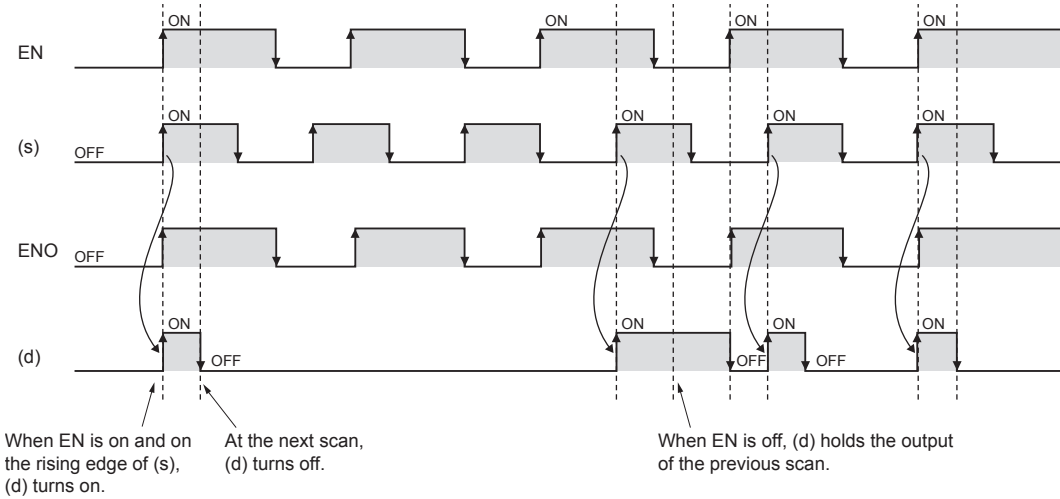 ON ON ON ON
EN
ON ON ON ON
(s)
OFF
ENO
OFF
ON ON ON ON
(d)
OFF OFF OFF
When EN is on and on
the rising edge of (s),
(d) turns on.
At the next scan,
(d) turns off.
When EN is off, (d) holds the output
of the previous scan.